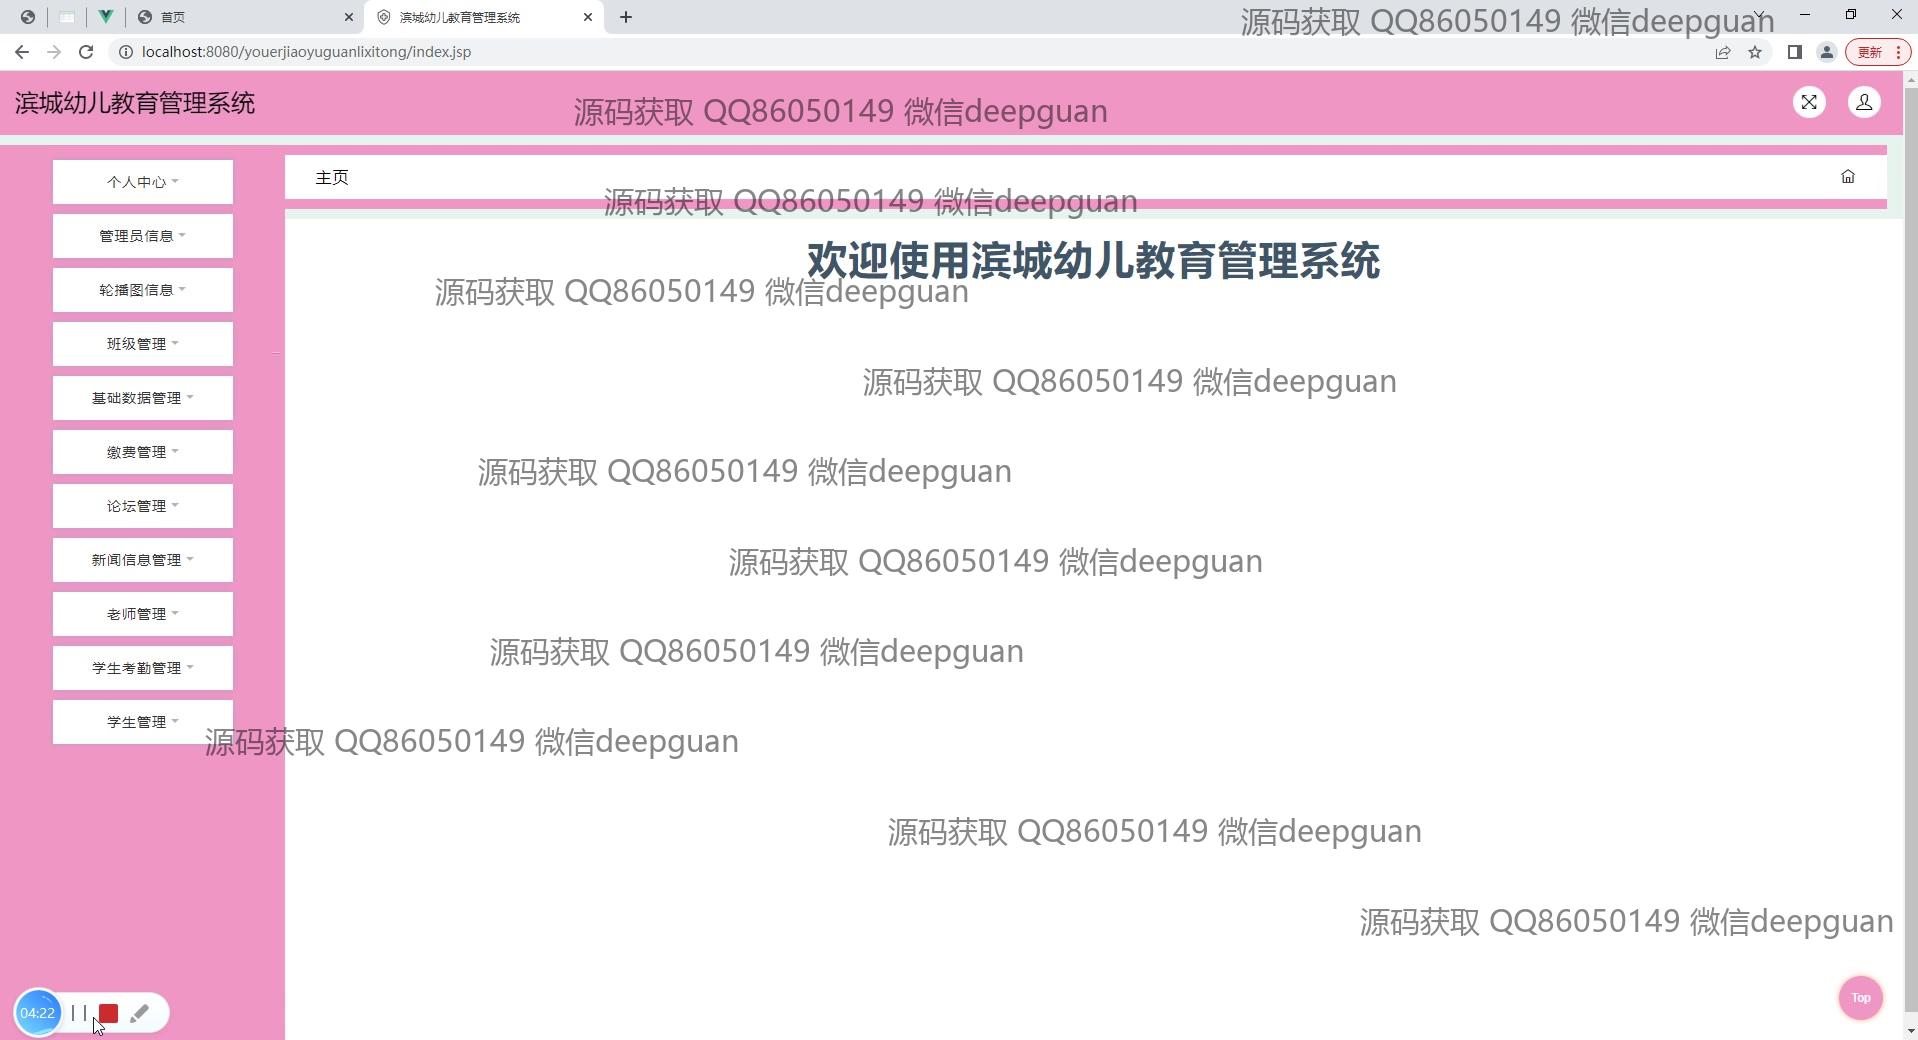 首页
滨城幼儿教育管理系统
源码获取 QQ86050149 微信deepguan
localhost:8080/youerjiaoyuguanlixitong/index.jsp
更新
滨城幼儿教育管理系统
源码获取 QQ86050149 微信deepguan
个人中心
主页
源码获取 QQ86050149 微信deepguan
管理员信息
欢迎使用滨城幼儿教育管理系统
轮播图信息
源码获取 QQ86050149 微信deepguan
班级管理
源码获取 QQ86050149 微信deepguan
基础数据管理
缴费管理
源码获取 QQ86050149 微信deepguan
论坛管理
新闻信息管理
源码获取 QQ86050149 微信deepguan
老师管理
源码获取 QQ86050149 微信deepguan
学生考勤管理
学生管理
源码获取 QQ86050149 微信deepguan
源码获取 QQ86050149 微信deepguan
源码获取 QQ86050149 微信deepguan
Top
04:22